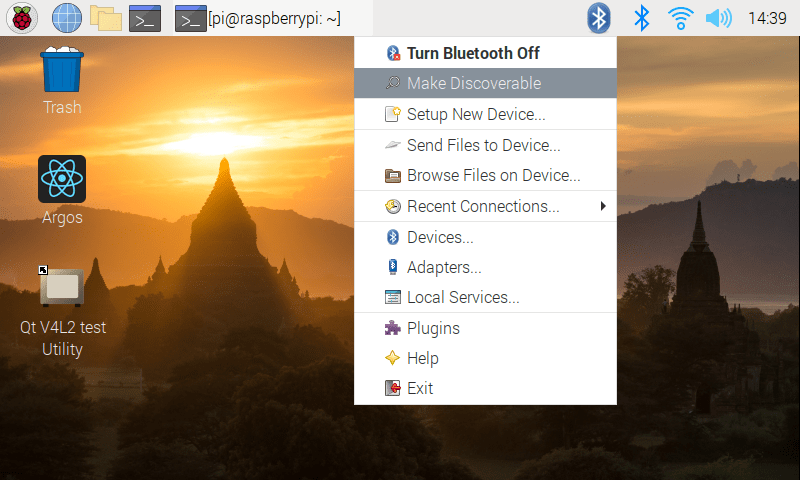 [pi@raspberrypi: ~]
14:39
Trash
Argos
Qt V4L2 test
Utility
Turn Bluetooth Off
Make Discoverable
Setup New Device...
Send Files to Device...
Browse Files on Device...
Recent Connections...
Devices...
Adapters...
Local Services...
Plugins
Help
Exit